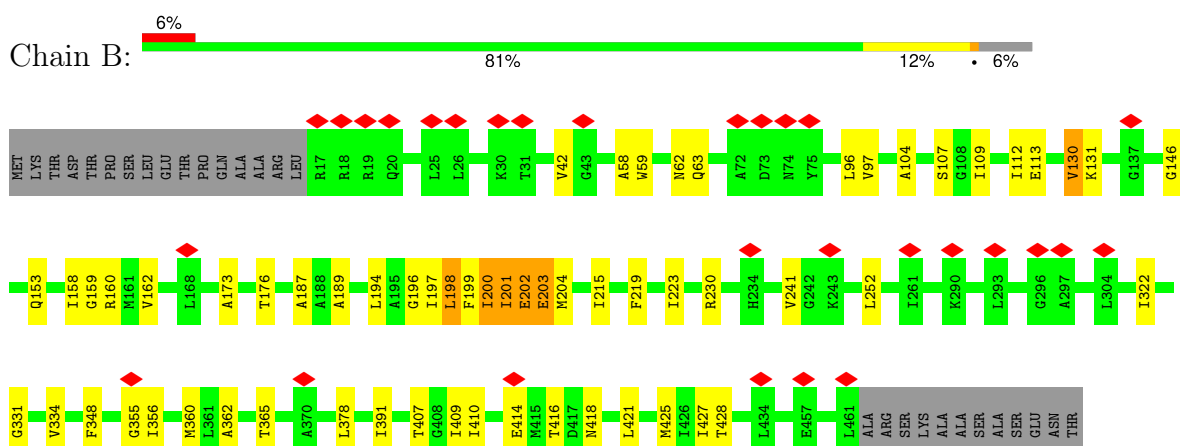 6%
Chain B:
81% 12% • 6%
MET LYS THR ASP THR PRO SER LEU GLU THR PRO GLN ALA ALA ARG LEU R17 R18 R19 Q20 L25 L26 K30 T31 V42 G43 A58 W59 N62 Q63 A72 D73 N74 Y75 L96 V97 A104 S107 G108 I109 I112 E113 V130 K131 G137 G146
Q153 I158 G159 R160 M161 V162 L168 A173 T176 A187 A188 A189 L194 A195 G196 I197 L198 F199 I200 I201 E202 E203 M204 I215 F219 I223 R230 H234 V241 G242 K243 L252 I261 K290 L293 G296 A297 L304 I322
G331 V334 F348 G355 I356 M360 L361 A362 T365 A370 L378 I391 T407 G408 I409 I410 E414 M415 T416 D417 N418 L421 M425 I426 I427 T428 L434 E457 L461 ALA ARG SER LYS ALA ALA SER ALA SER GLU ASN THR